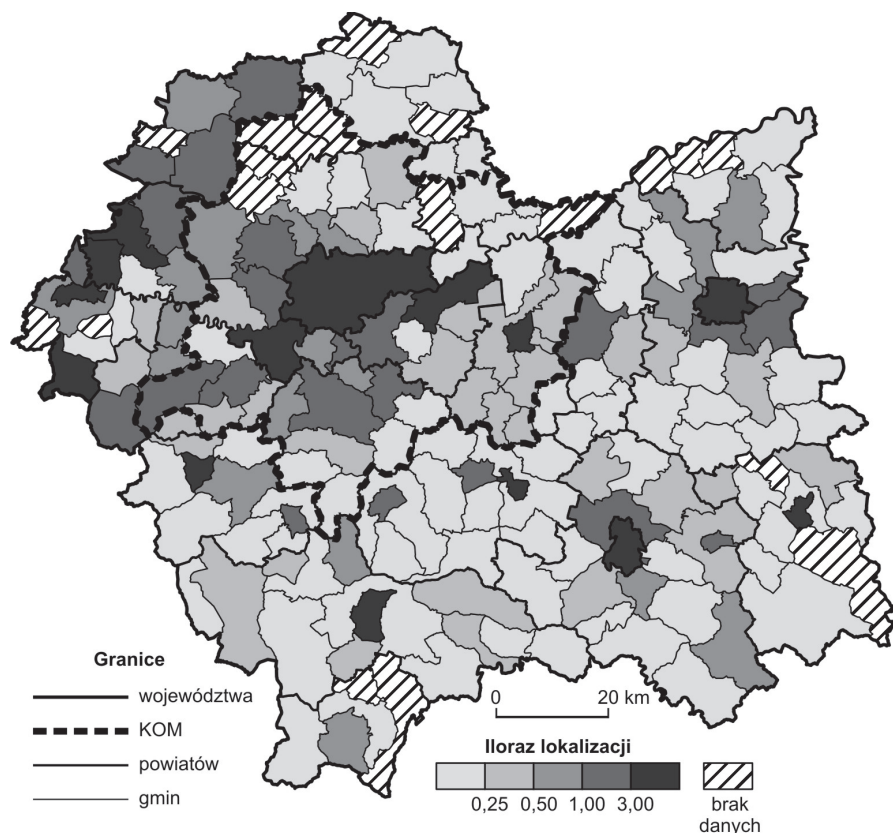 Granice
województwa
KOM
powiatów
gmin
0 20 km
Iloraz lokalizacji
0,25 0,50 1,00 3,00
brak
danych